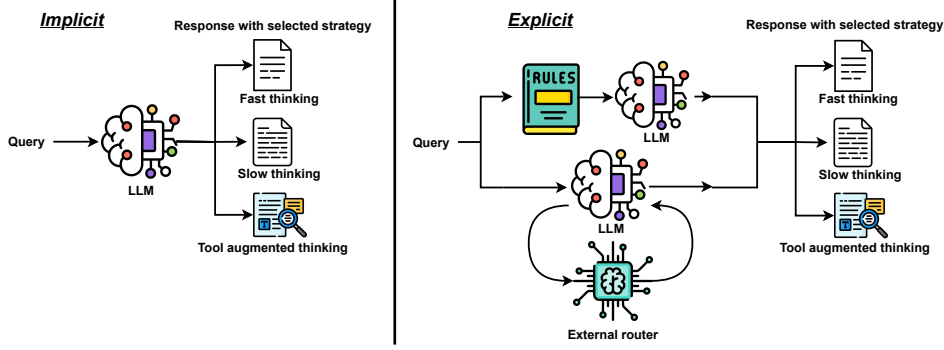 Implicit
Response with selected strategy
Fast thinking
Query
LLM
Slow thinking
T
Tool augmented thinking
Explicit
Response with selected strategy
RULES
Fast thinking
LLM
Query
Slow thinking
LLM
T
Tool augmented thinking
External router